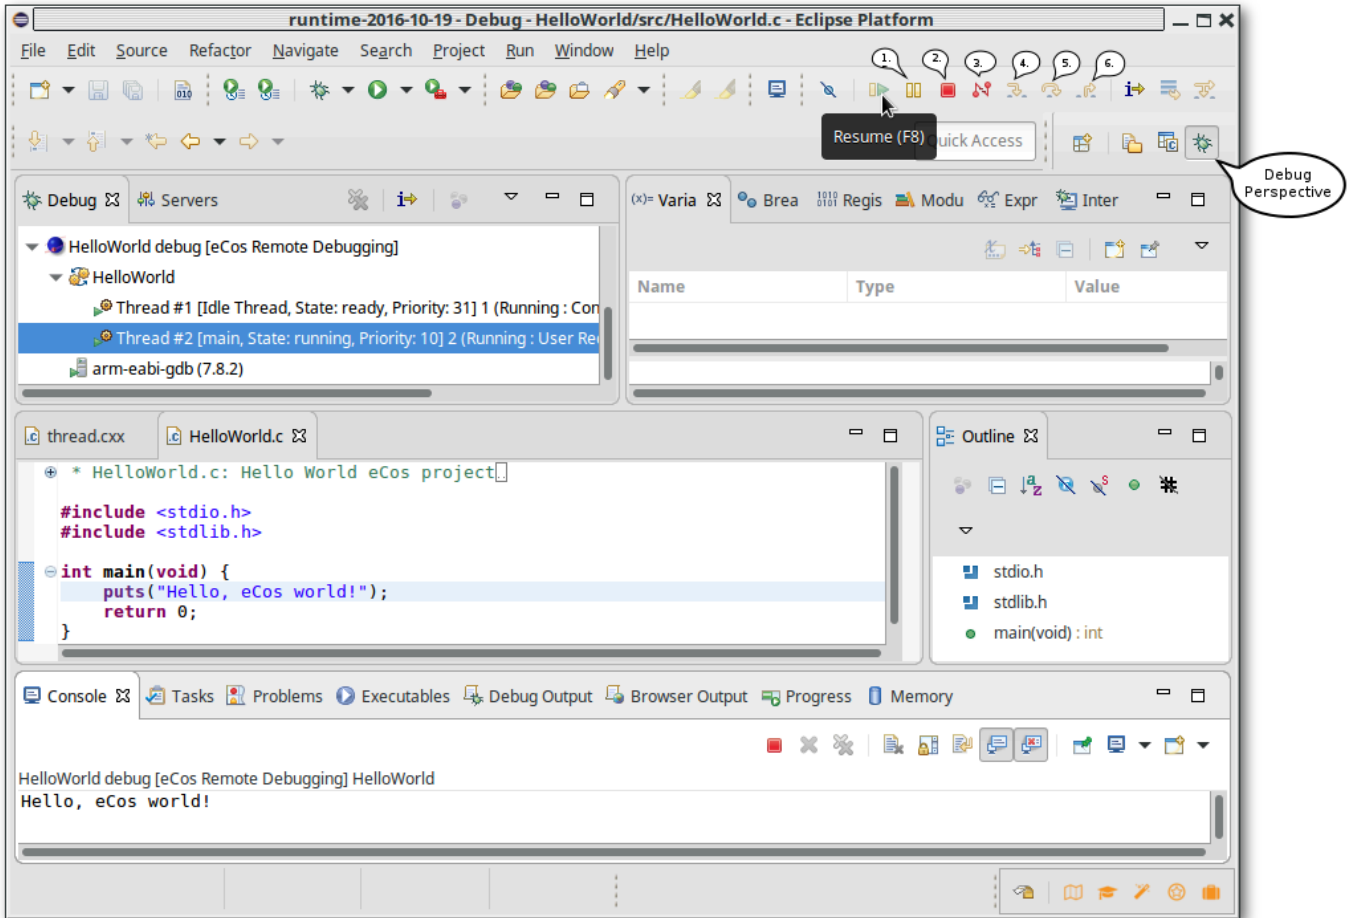 runtime-2016-10-19 - Debug - HelloWorld/src/HelloWorld.c - Eclipse Platform
File Edit Source Refactor Navigate Search Project Run Window Help
1. 2. 3. 4. 5. 6.
010
Resume (F8)
uick Access
Debug
Perspective
Debug Servers
(x)= Varia Brea 1010 0101 Regis Modu Expr Inter
HelloWorld debug [eCos Remote Debugging]
HelloWorld
Thread #1 [Idle Thread, State: ready, Priority: 31] 1 (Running : Con
Thread #2 [main, State: running, Priority: 10] 2 (Running : User Re
arm-eabi-gdb (7.8.2)
Name Type Value
.c thread.cxx .c HelloWorld.c
Outline
* HelloWorld.c: Hello World eCos project
#include <stdio.h>
#include <stdlib.h>
int main(void) {
puts("Hello, eCos world!");
return 0;
}
a
z
S
stdio.h
stdlib.h
main(void) : int
Console Tasks Problems Executables Debug Output Browser Output Progress Memory
HelloWorld debug [eCos Remote Debugging] HelloWorld
Hello, eCos world!